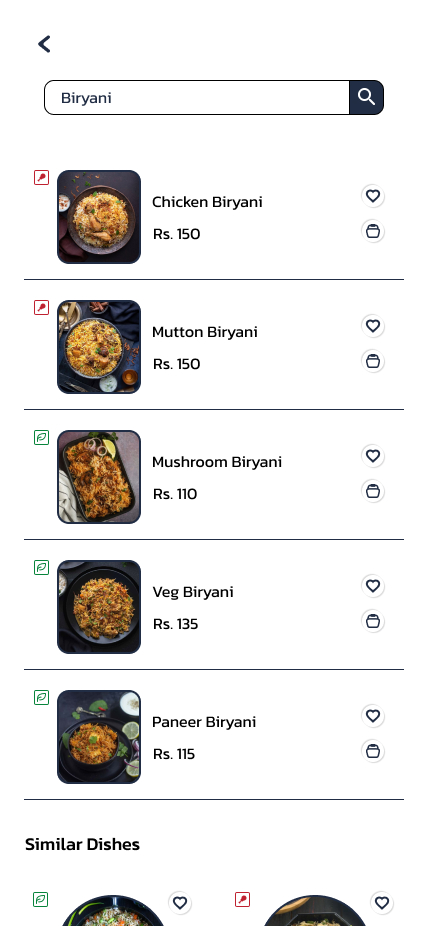 Biryani
Chicken Biryani
Rs. 150
Mutton Biryani
Rs. 150
Mushroom Biryani
Rs. 110
Veg Biryani
Rs. 135
Paneer Biryani
Rs. 115
Similar Dishes